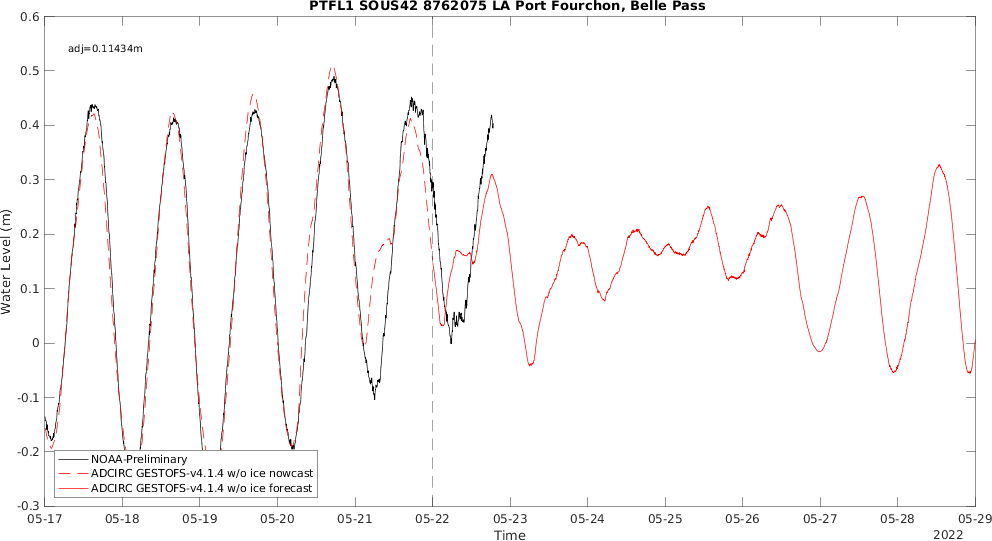 PTFL1 SOUS42 8762075 LA Port Fourchon, Belle Pass
adj=0.11434m
0.6
0.5
0.4
0.3
0.2
0.1
0
-0.1
-0.2
-0.3
Water Level (m)
NOAA-Preliminary
ADCIRC GESTOFS-v4.1.4 w/o ice nowcast
ADCIRC GESTOFS-v4.1.4 w/o ice forecast
05-17 05-18 05-19 05-20 05-21 05-22 05-23 05-24 05-25 05-26 05-27 05-28 05-29
Time
2022